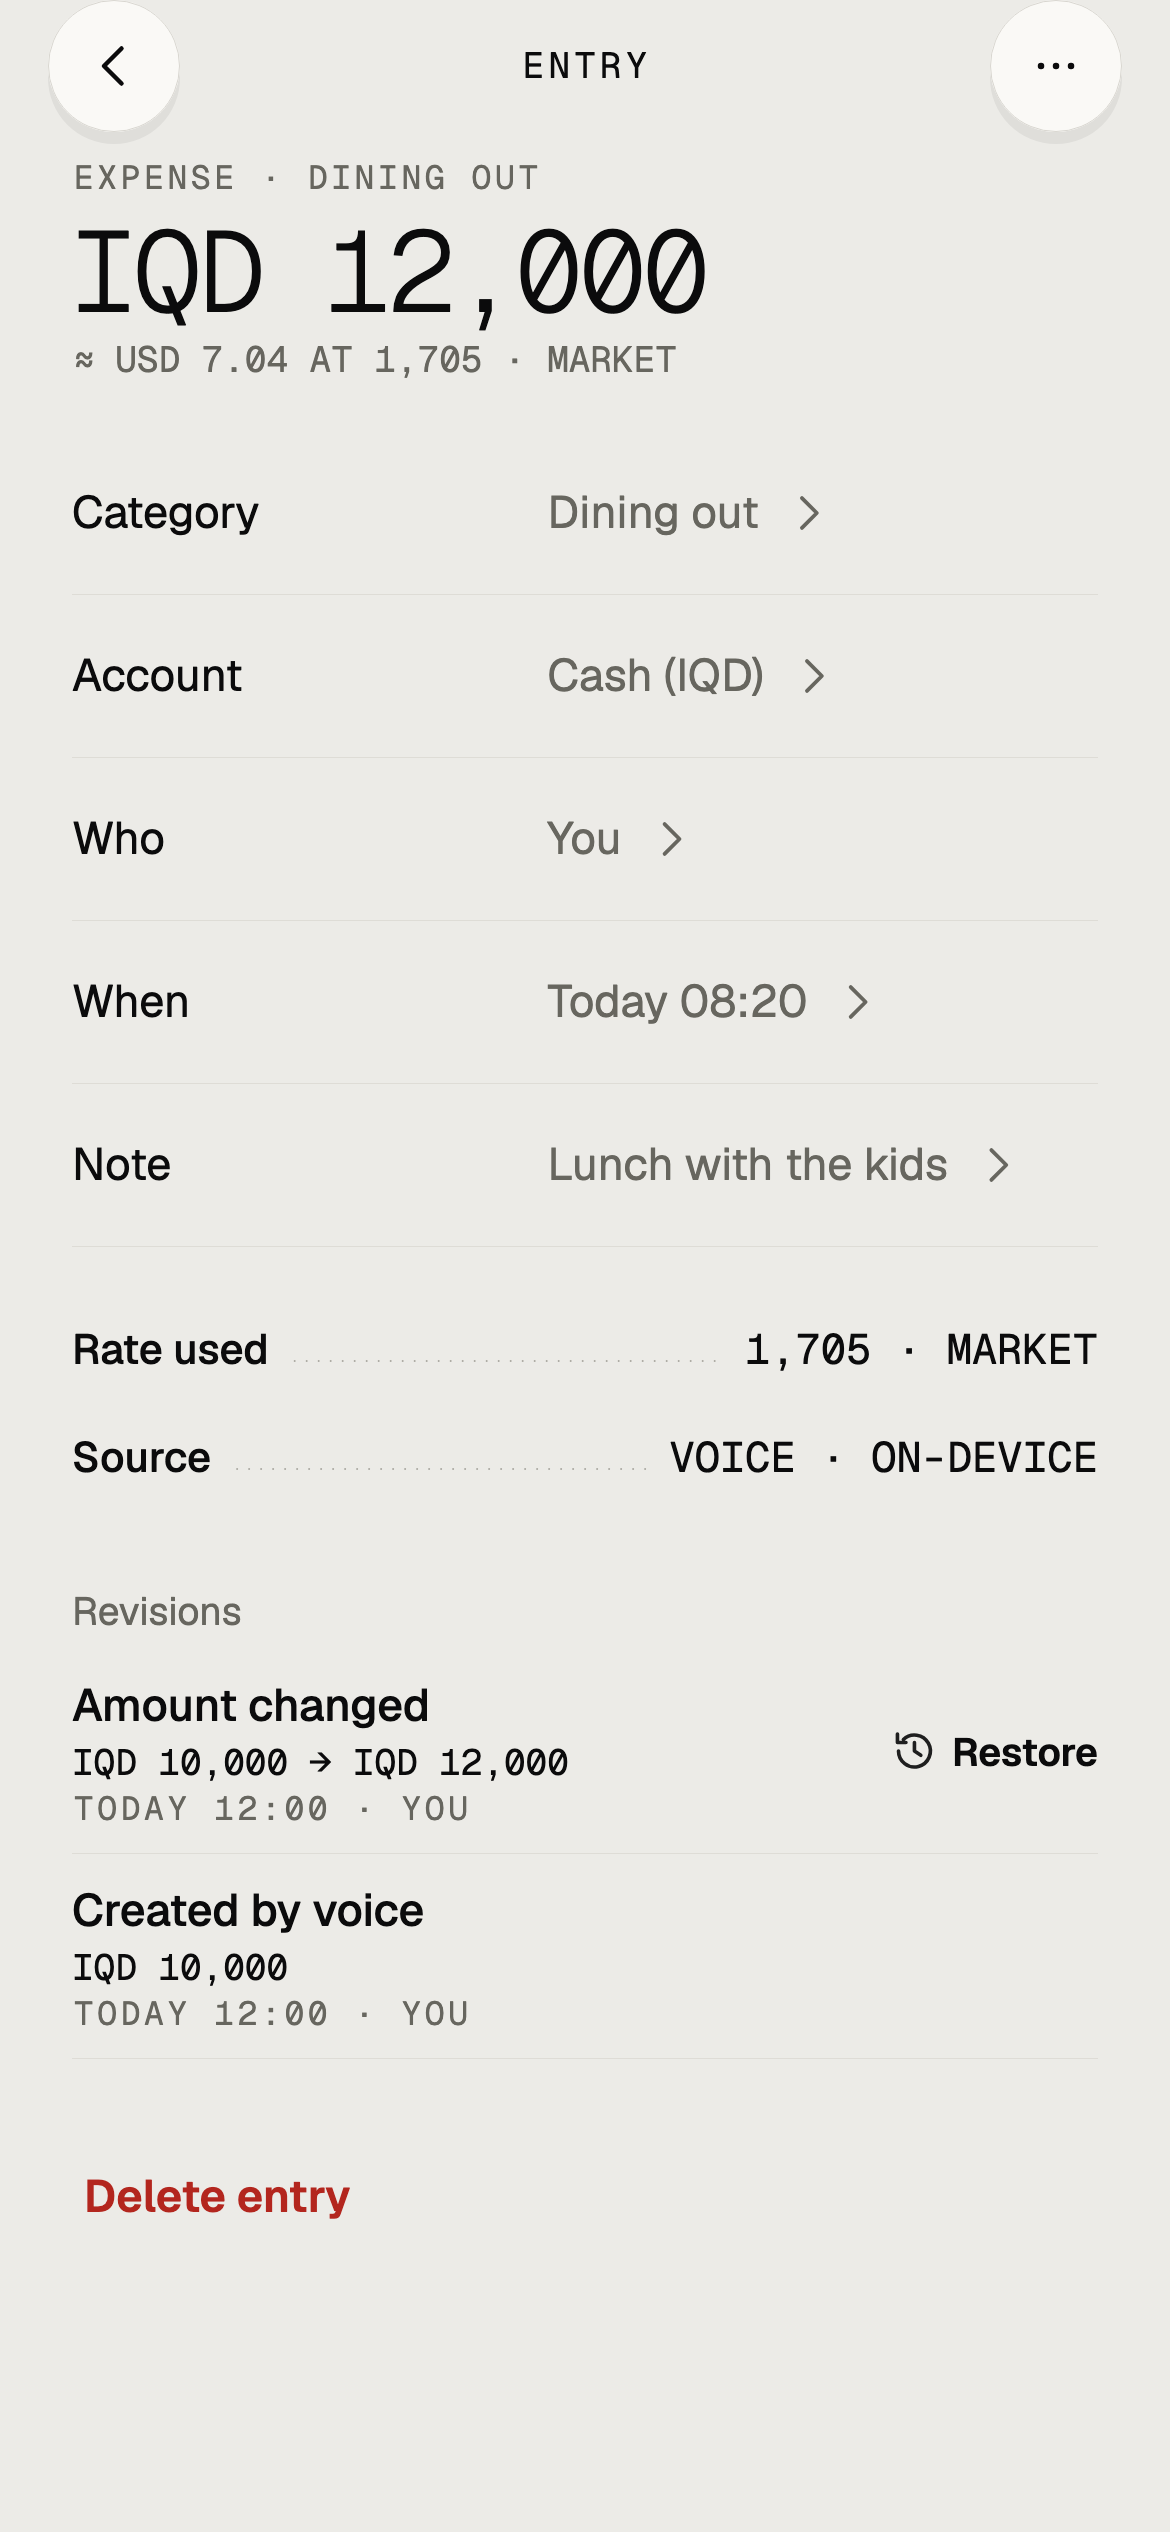 ENTRY
EXPENSE · DINING OUT
IQD 12,000
≈ USD 7.04 AT 1,705 · MARKET
Category Dining out
Account Cash (IQD)
Who You
When Today 08:20
Note Lunch with the kids
Rate used 1,705 · MARKET
Source VOICE · ON-DEVICE
Revisions
Amount changed
IQD 10,000 → IQD 12,000
Restore
TODAY 12:00 · YOU
Created by voice
IQD 10,000
TODAY 12:00 · YOU
Delete entry